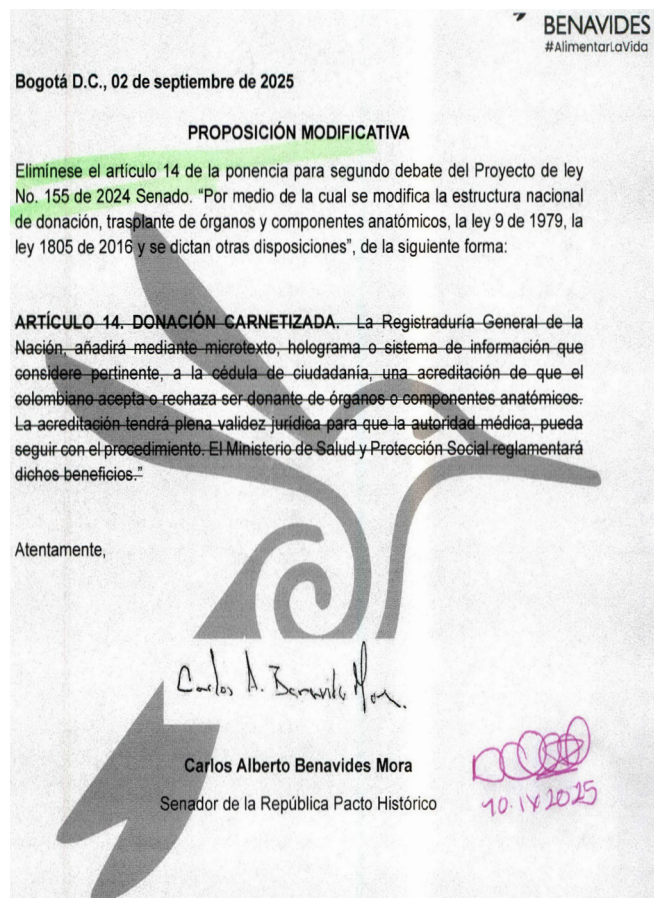 BENAVIDES
#AlimentarLaVida
Bogotá D.C., 02 de septiembre de 2025
PROPOSICIÓN MODIFICATIVA
Elimínese el artículo 14 de la ponencia para segundo debate del Proyecto de ley
No. 155 de 2024 Senado. “Por medio de la cual se modifica la estructura nacional
de donación, trasplante de órganos y componentes anatómicos, la ley 9 de 1979, la
ley 1805 de 2016 y se dictan otras disposiciones”, de la siguiente forma:
ARTÍCULO 14. DONACIÓN CARNETIZADA. La Registraduría General de la
Nación, añadirá mediante microtexto, holograma o sistema de información que
considere pertinente, a la cédula de ciudadanía, una acreditación de que el
colombiano acepta o rechaza ser donante de órganos o componentes anatómicos.
La acreditación tendrá plena validez jurídica para que la autoridad médica, pueda
seguir con el procedimiento. El Ministerio de Salud y Protección Social reglamentará
dichos beneficios.”
Atentamente,
Carlos A. Benavides Mora
Carlos Alberto Benavides Mora
Senador de la República Pacto Histórico
10.IX 2025